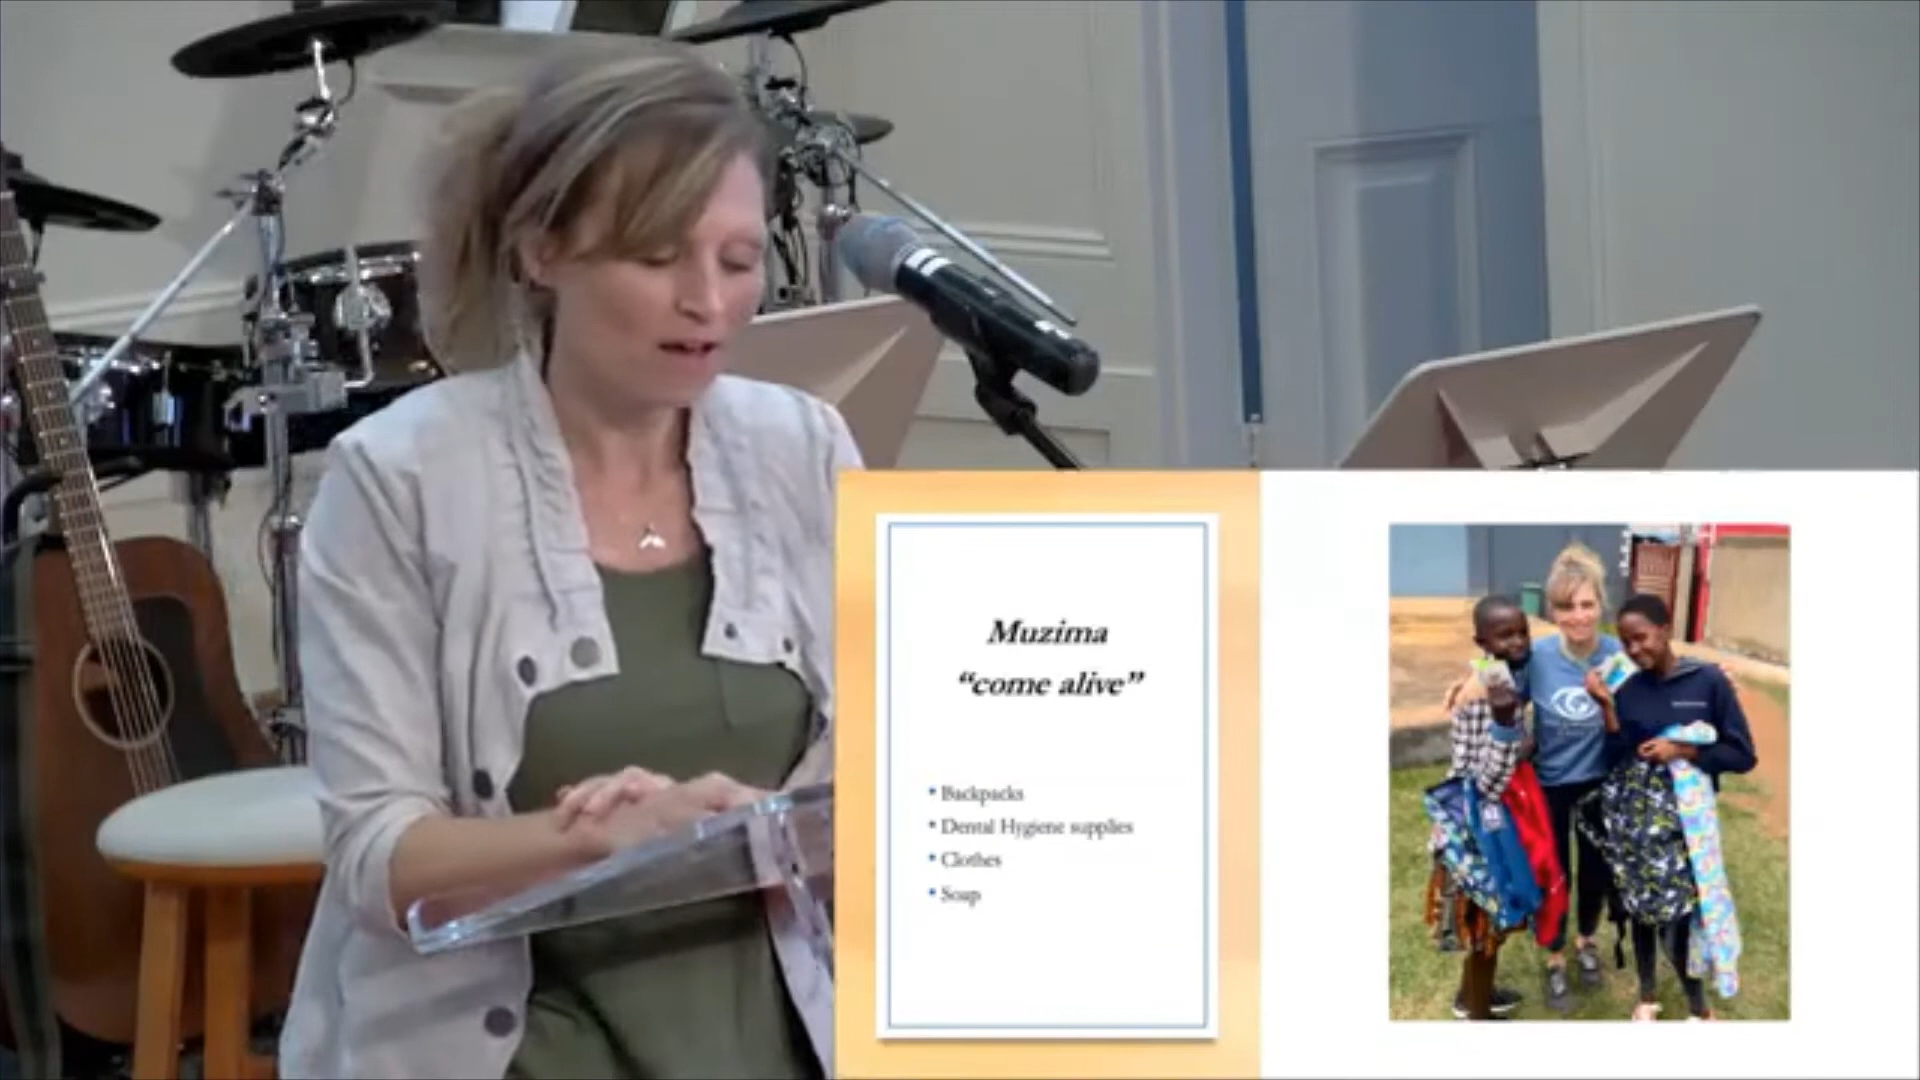 Muzima
“come alive”
• Backpacks
• Dental Hygiene supplies
• Clothes
• Soap